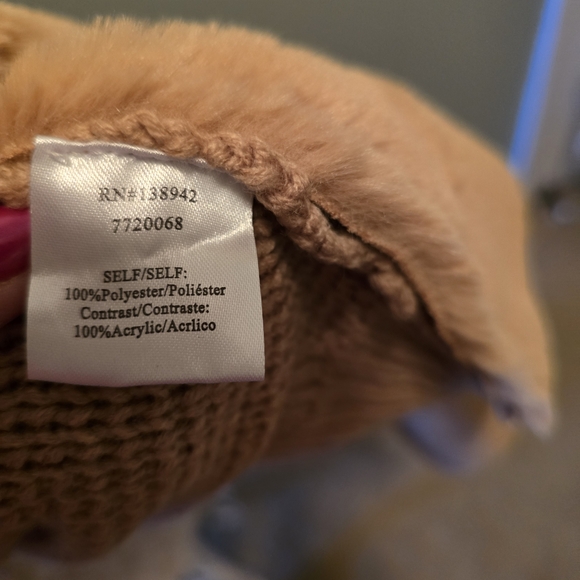 RN#138942
7720068
SELF/SELF:
100%Polyester/Poliéster
Contrast/Contraste:
100%Acrylic/Acrlico